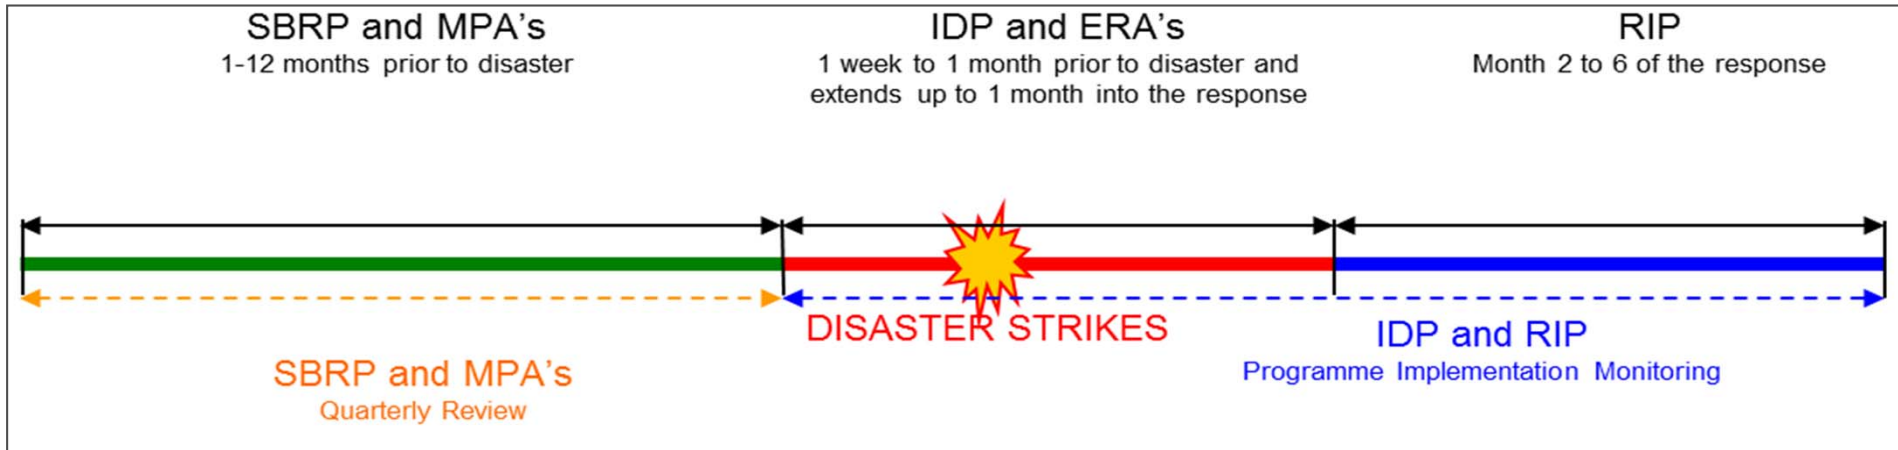 SBRP and MPA's
1-12 months prior to disaster
IDP and ERA's
1 week to 1 month prior to disaster and
extends up to 1 month into the response
RIP
Month 2 to 6 of the response
DISASTER STRIKES
IDP and RIP
Programme Implementation Monitoring
SBRP and MPA's
Quarterly Review